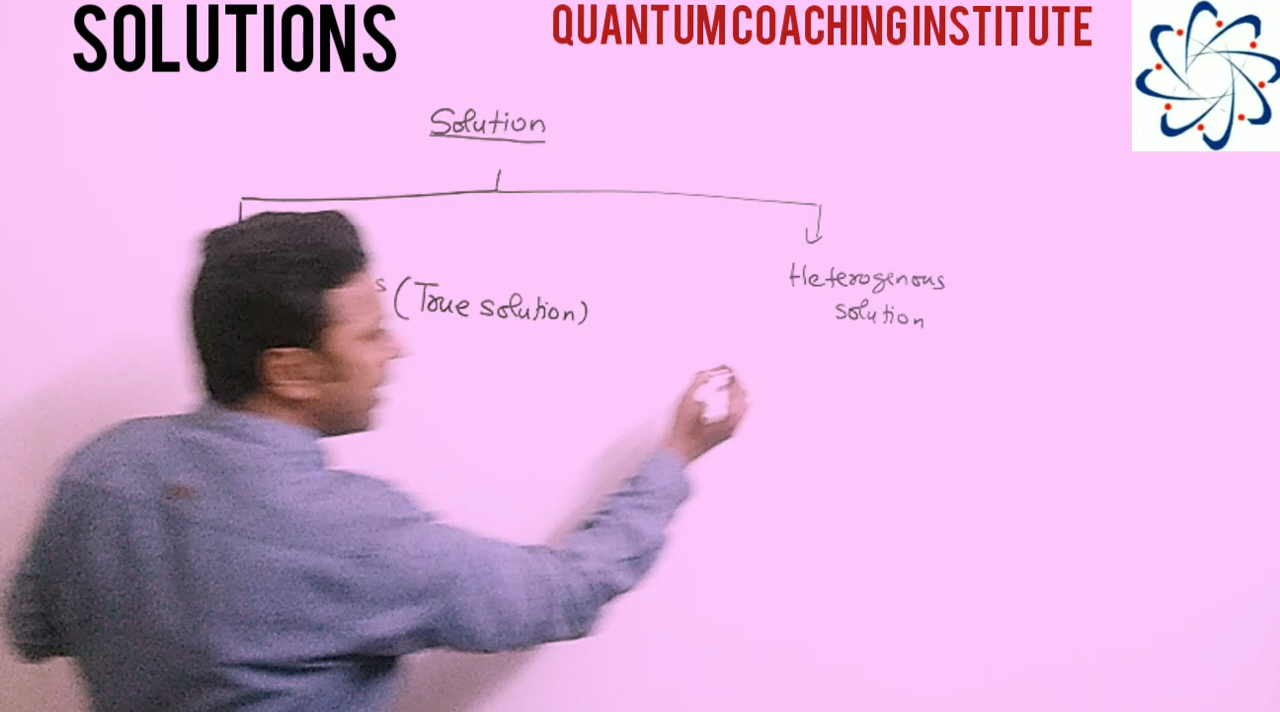 SOLUTIONS
QUANTUM COACHING INSTITUTE
Solution
s (True solution)
Heterogenous
solution